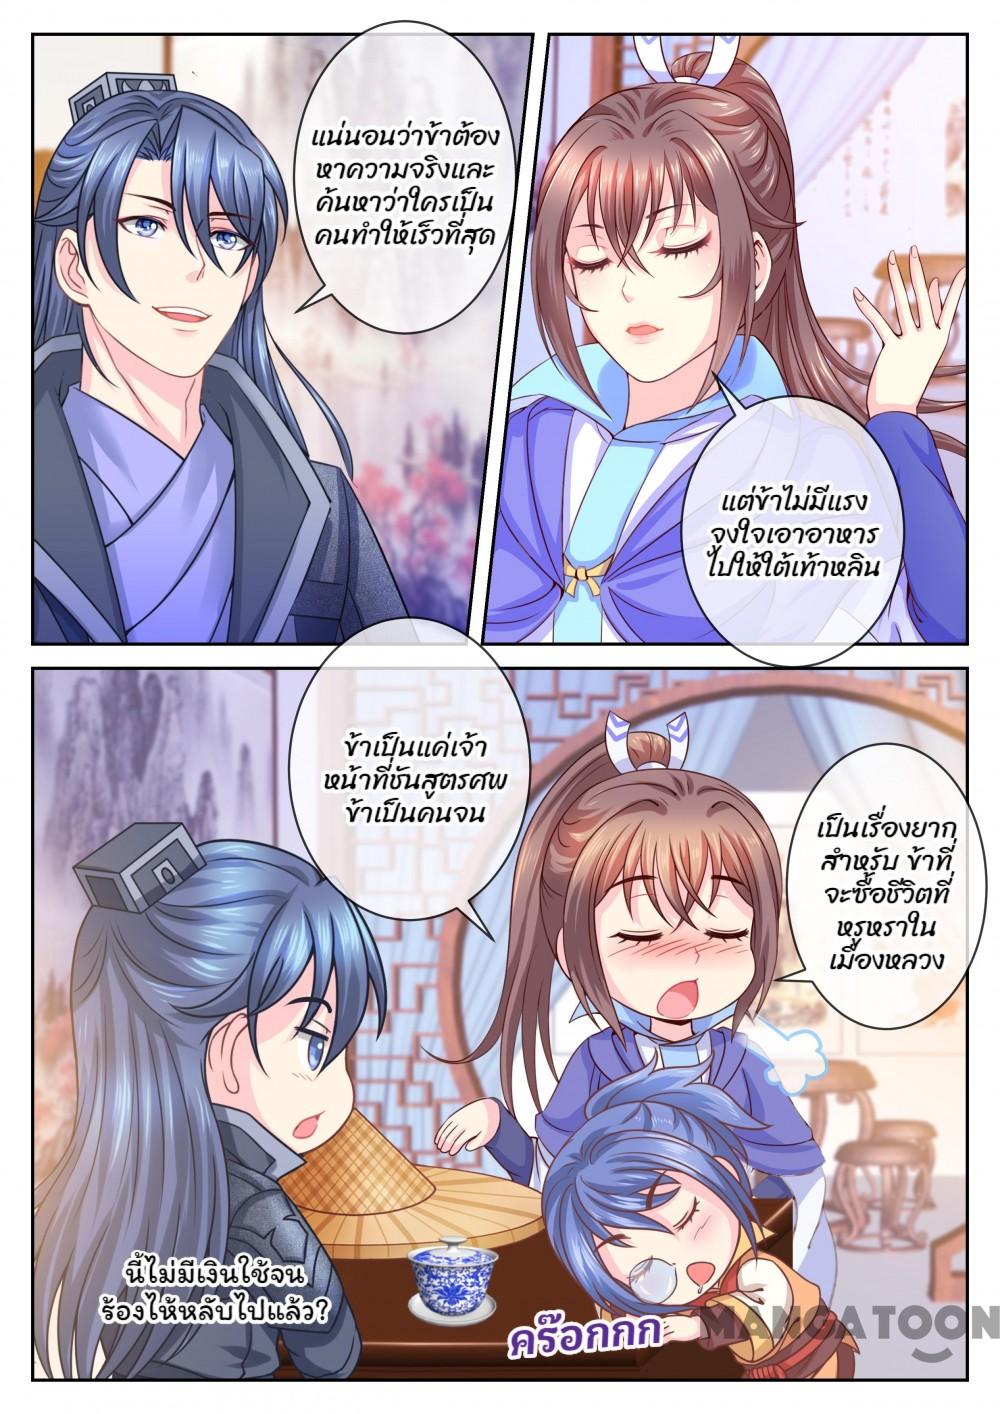 แน่นอนว่าข้าต้อง
หาความจริงและ
ค้นหาว่าใครเป็น
คนทำให้เร็วที่สุด
แต่ข้าไม่มีแรง
จูงใจเอาอาหาร
ไปให้ใต้เท้าหลิน
ข้าเป็นแค่เจ้า
หน้าที่ชันสูตรศพ
ข้าเป็นคนจน
เป็นเรื่องยาก
สำหรับ ข้าที่
จะซื้อชีวิตที่
หรูหราใน
เมืองหลวง
นี้ไม่มีเงินใช้จน
ร้องไห้หลับไปแล้ว?
คร๊อกกก
MANGATOON